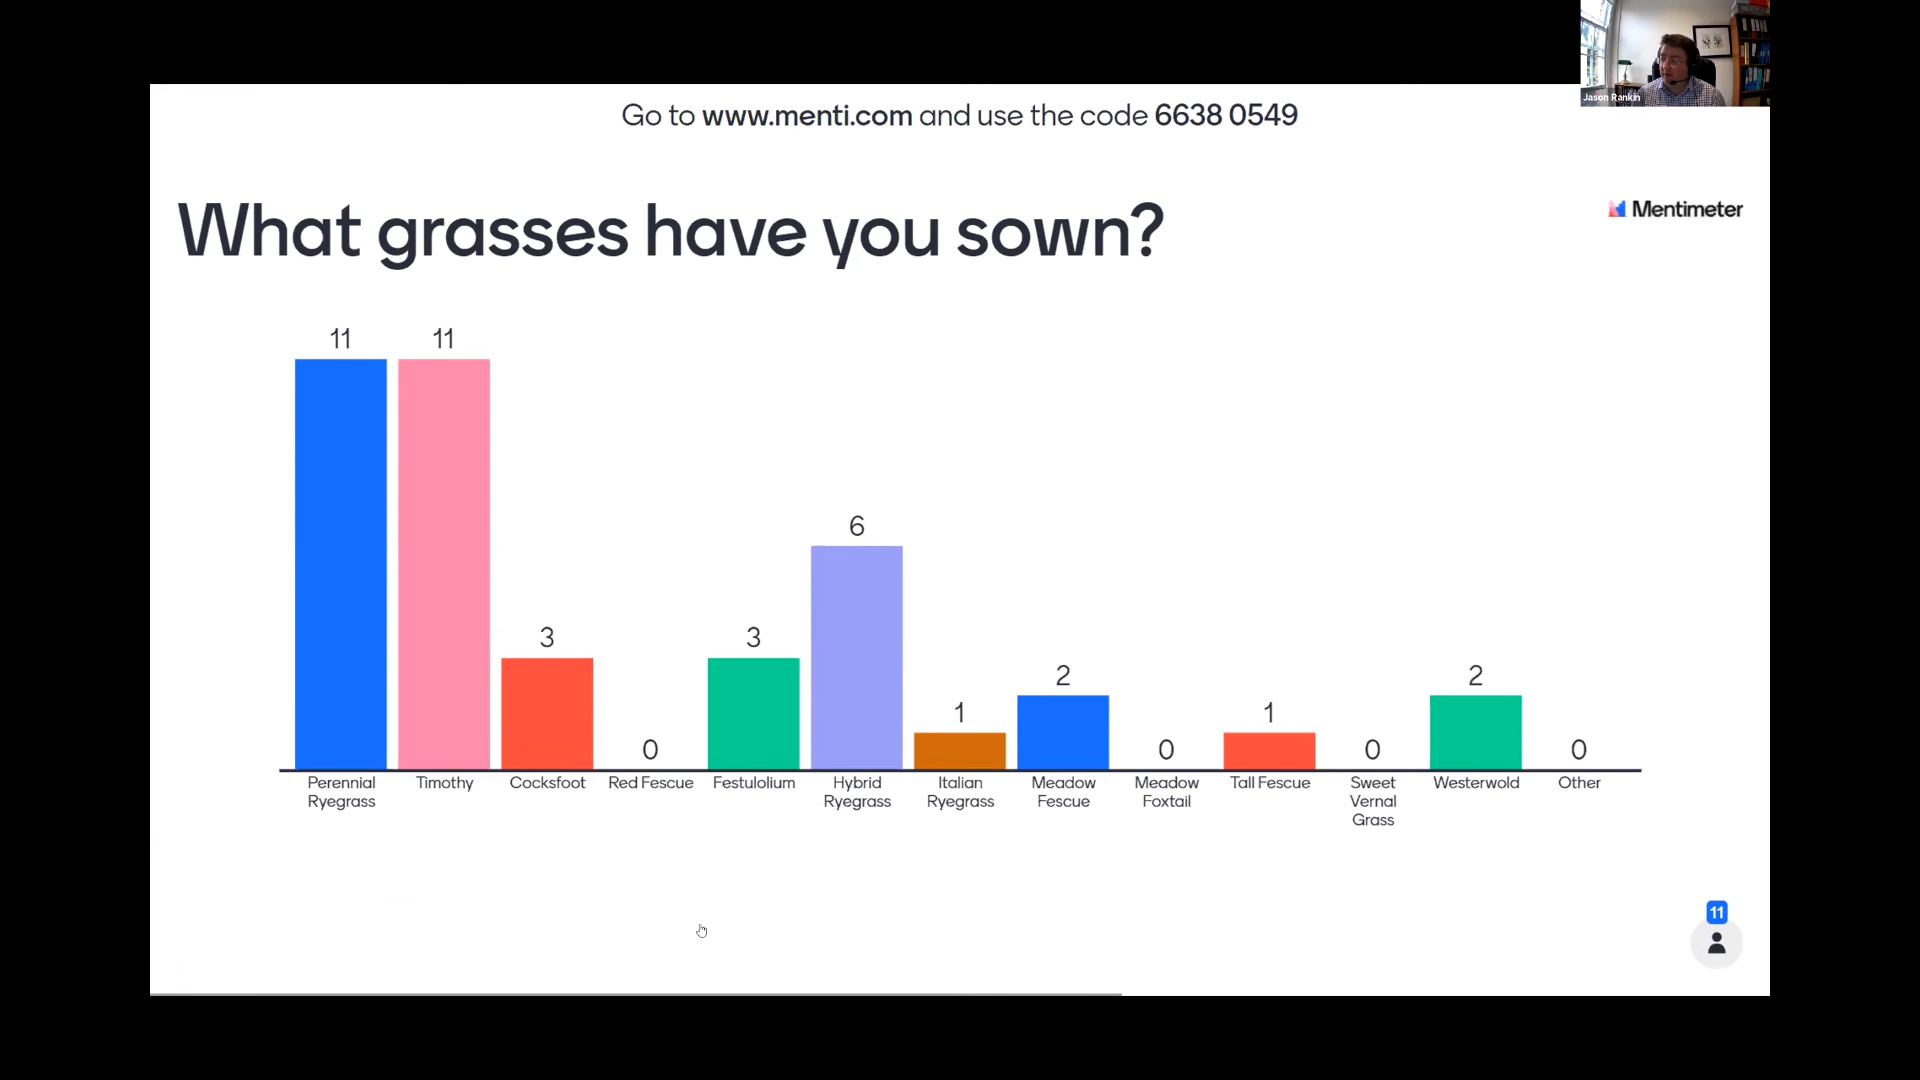 Jason Rankin
Go to www.menti.com and use the code 6638 0549
What grasses have you sown?
Mentimeter
11
11
3
0
3
6
1
2
0
1
0
2
0
Perennial
Ryegrass
Timothy
Cocksfoot
Red Fescue
Festulolium
Hybrid
Ryegrass
Italian
Ryegrass
Meadow
Fescue
Meadow
Foxtail
Tall Fescue
Sweet
Vernal
Grass
Westerwold
Other
11